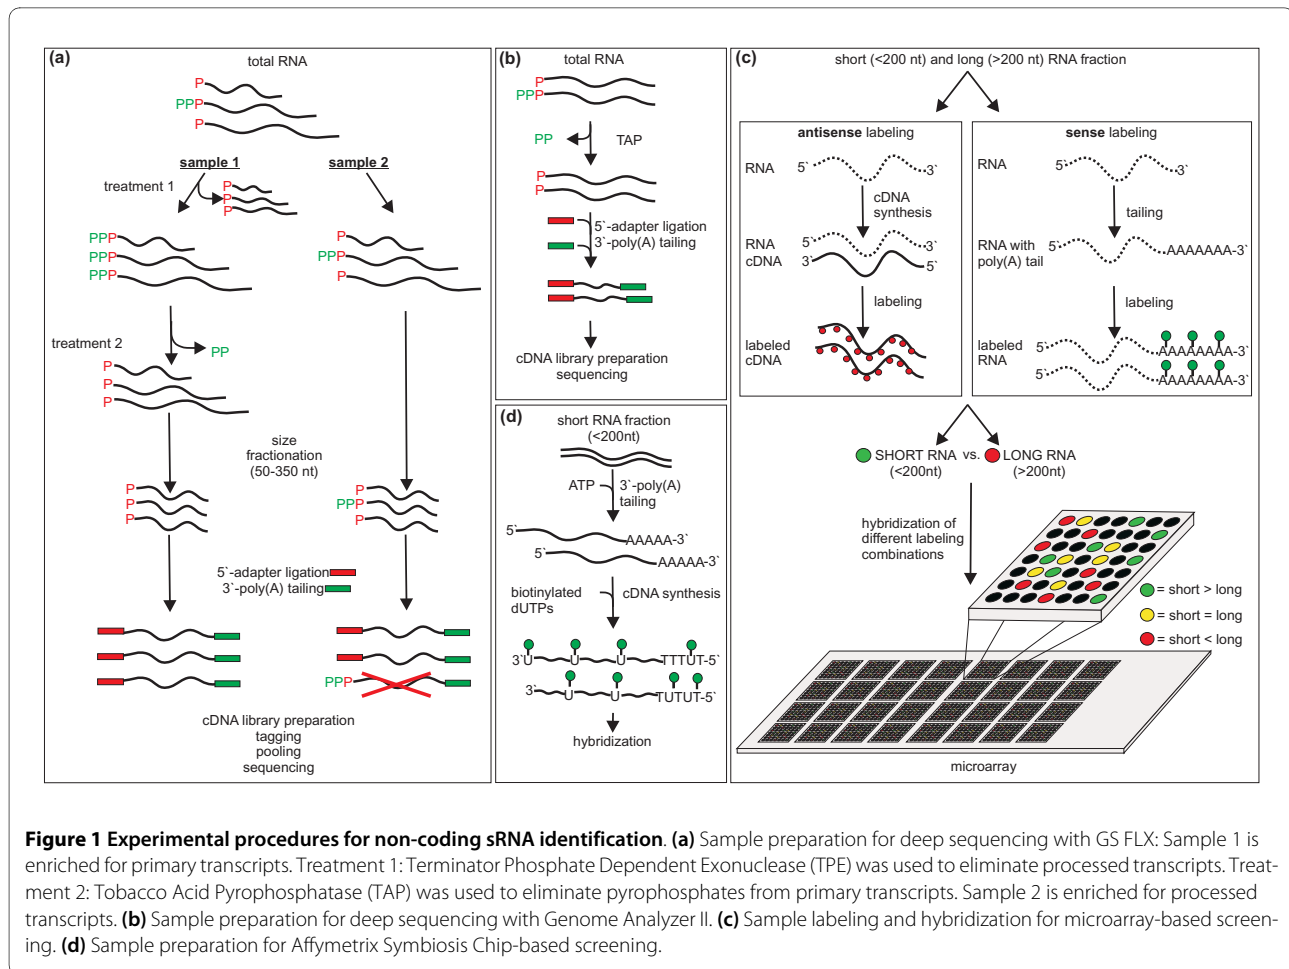 (a)
total RNA
P
PPP
P
sample 1
sample 2
treatment 1
P
P
P
PPP
PPP
PPP
P
PPP
P
treatment 2
PP
P
P
P
size
fractionation
(50-350 nt)
P
P
P
P
PPP
P
5`-adapter ligation
3`-poly(A) tailing
PPP
cDNA library preparation
tagging
pooling
sequencing
(b)
total RNA
P
PPP
PP
TAP
P
P
5`-adapter ligation
3`-poly(A) tailing
cDNA library preparation
sequencing
(d)
short RNA fraction
(<200nt)
ATP
3`-poly(A)
tailing
5`
AAAAA-3`
5`
AAAAA-3`
biotinylated
dUTPs
cDNA synthesis
3`U U U TTTUT-5`
3` U U TUTUT-5`
hybridization
(c)
short (<200 nt) and long (>200 nt) RNA fraction
antisense labeling
RNA 5` 3`
cDNA
synthesis
RNA 5` 3`
cDNA 3` 5`
labeling
labeled
cDNA
sense labeling
RNA 5` 3`
tailing
RNA with
poly(A) tail
5` AAAAAAA-3`
labeling
labeled
RNA
5` AAAAAAAA-3`
5` AAAAAAAA-3`
SHORT RNA vs. LONG RNA
(<200nt) (>200nt)
hybridization of
different labeling
combinations
= short > long
= short = long
= short < long
microarray
Figure 1 Experimental procedures for non-coding sRNA identification. (a) Sample preparation for deep sequencing with GS FLX: Sample 1 is
enriched for primary transcripts. Treatment 1: Terminator Phosphate Dependent Exonuclease (TPE) was used to eliminate processed transcripts. Treat-
ment 2: Tobacco Acid Pyrophosphatase (TAP) was used to eliminate pyrophosphates from primary transcripts. Sample 2 is enriched for processed
transcripts. (b) Sample preparation for deep sequencing with Genome Analyzer II. (c) Sample labeling and hybridization for microarray-based screen-
ing. (d) Sample preparation for Affymetrix Symbiosis Chip-based screening.